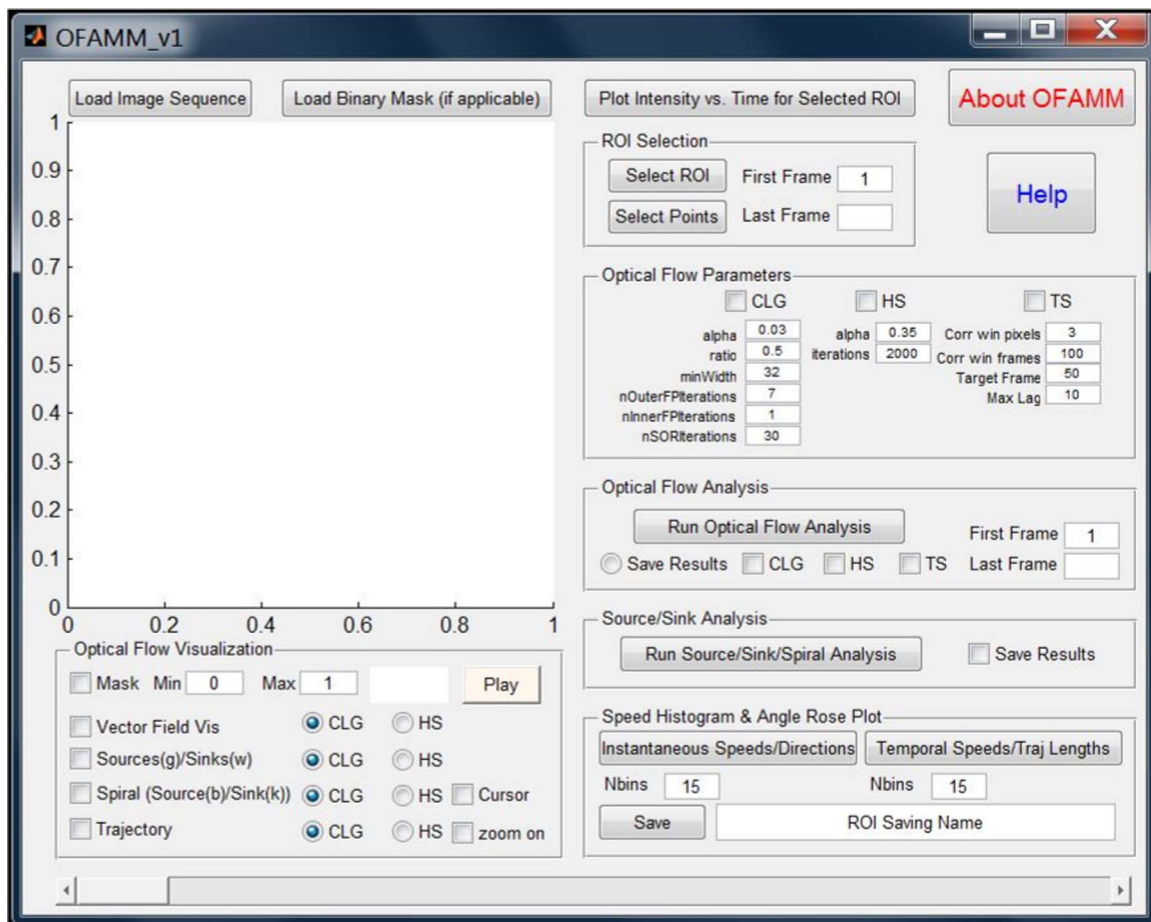 OFAMM_v1
Load Image Sequence
Load Binary Mask (if applicable)
Plot Intensity vs. Time for Selected ROI
About OFAMM
1
0.9
0.8
0.7
0.6
0.5
0.4
0.3
0.2
0.1
0
0 0.2 0.4 0.6 0.8 1
ROI Selection
Select ROI First Frame 1
Select Points Last Frame
Help
Optical Flow Parameters
CLG HS TS
alpha 0.03 alpha 0.35 Corr win pixels 3
ratio 0.5 iterations 2000 Corr win frames 100
minWidth 32 Target Frame 50
nOuterFPIterations 7 Max Lag 10
nInnerFPIterations 1
nSORIterations 30
Optical Flow Analysis
Run Optical Flow Analysis First Frame 1
Save Results CLG HS TS Last Frame
Source/Sink Analysis
Run Source/Sink/Spiral Analysis Save Results
Optical Flow Visualization
Mask Min 0 Max 1 Play
Vector Field Vis CLG HS
Sources(g)/Sinks(w) CLG HS
Spiral (Source(b)/Sink(k)) CLG HS Cursor
Trajectory CLG HS zoom on
Speed Histogram & Angle Rose Plot
Instantaneous Speeds/Directions Temporal Speeds/Traj Lengths
Nbins 15 Nbins 15
Save ROI Saving Name